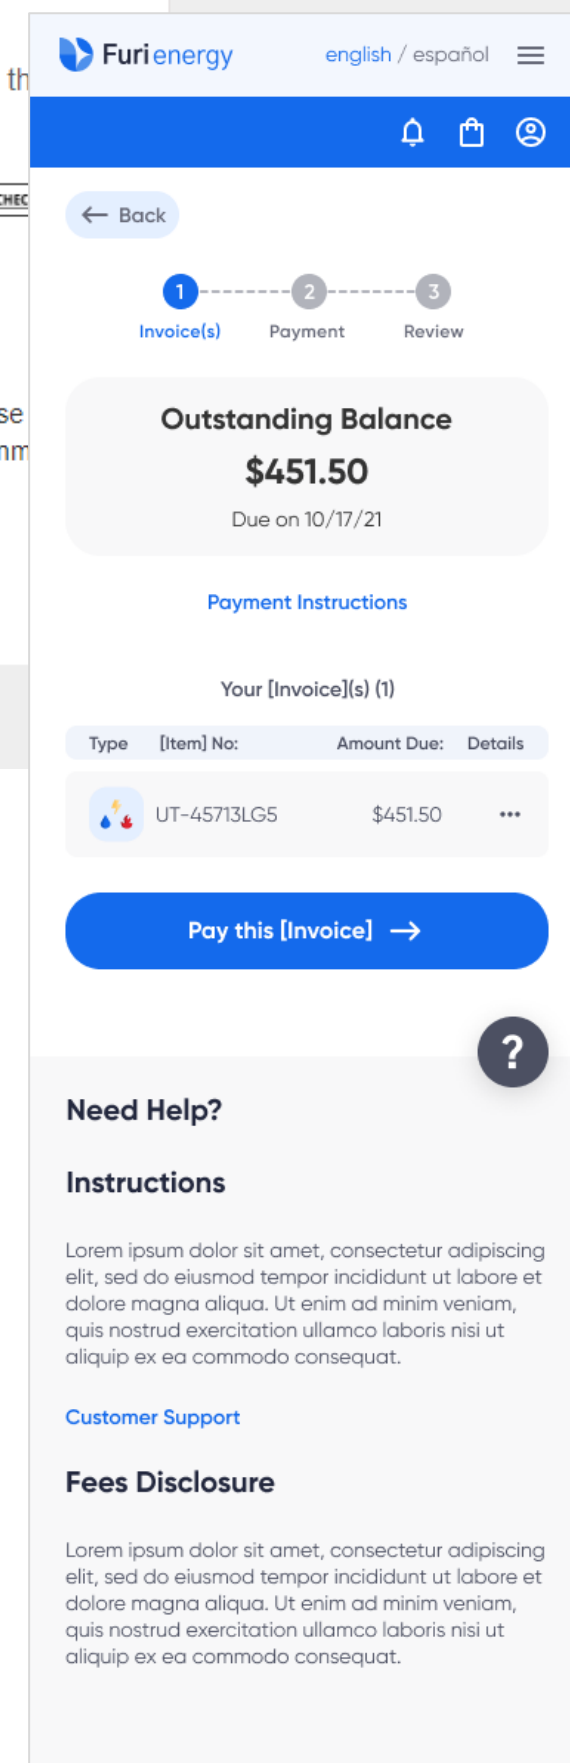 Furienergy
english / español
th
CHEC
Back
1 2 3
Invoice(s) Payment Review
Outstanding Balance
$451.50
Due on 10/17/21
se
Payment Instructions
Your [Invoice](s) (1)
Type [Item] No: Amount Due: Details
UT-45713LG5 $451.50 •••
Pay this [Invoice] →
?
Need Help?
Instructions
Lorem ipsum dolor sit amet, consectetur adipiscing
elit, sed do eiusmod tempor incididunt ut labore et
dolore magna aliqua. Ut enim ad minim veniam,
quis nostrud exercitation ullamco laboris nisi ut
aliquip ex ea commodo consequat.
Customer Support
Fees Disclosure
Lorem ipsum dolor sit amet, consectetur adipiscing
elit, sed do eiusmod tempor incididunt ut labore et
dolore magna aliqua. Ut enim ad minim veniam,
quis nostrud exercitation ullamco laboris nisi ut
aliquip ex ea commodo consequat.